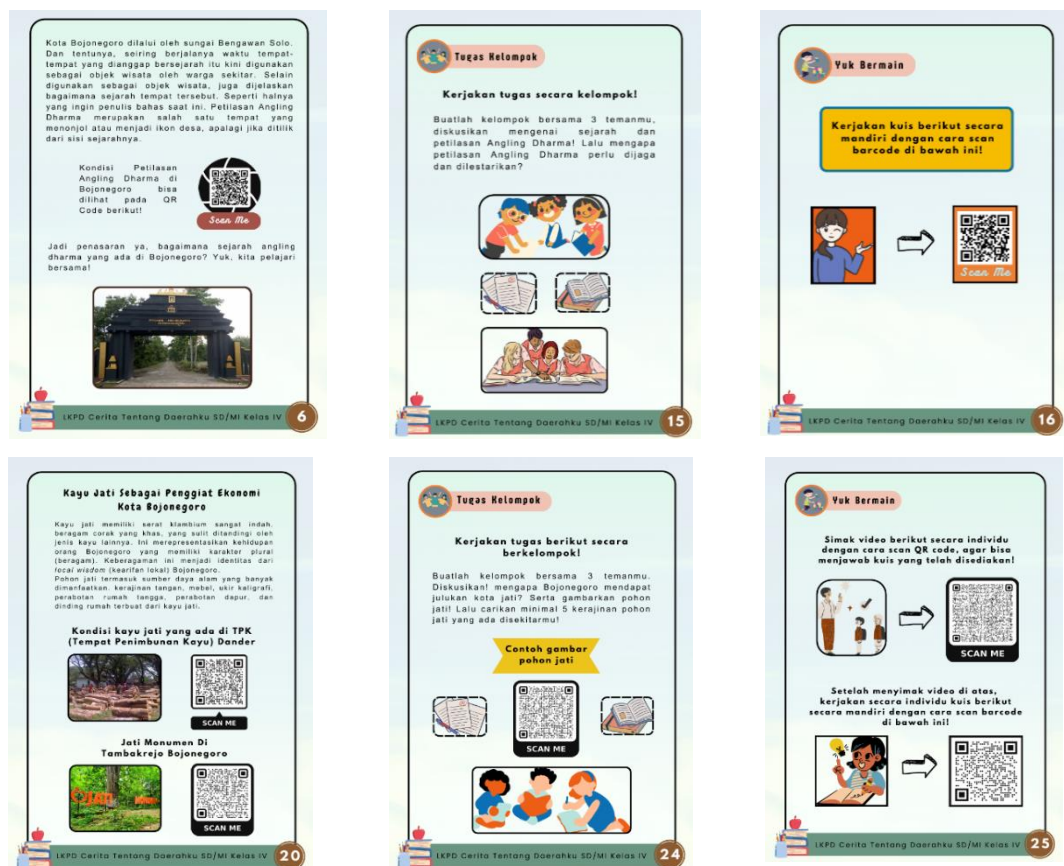 Kota Bojonegoro dilalui oleh sungai Bengawan Solo.
Dan tentunya, seiring berjalanya waktu tempat-
tempat yang dianggap bersejarah itu kini digunakan
sebagai objek wisata oleh warga sekitar. Selain
digunakan sebagai objek wisata, juga dijelaskan
bagaimana sejarah tempat tersebut. Seperti halnya
yang ingin penulis bahas saat ini. Petilasan Angling
Dharma merupakan salah satu tempat yang
menonjol atau menjadi ikon desa, apalagi jika ditilik
dari sisi sejarahnya.
Kondisi Petilasan
Angling Dharma di
Bojonegoro bisa
dilihat pada QR
Code berikut!
Scan Me
Jadi penasaran ya, bagaimana sejarah angling
dharma yang ada di Bojonegoro? Yuk, kita pelajari
bersama!
LKPD Cerita Tentang Daerahku SD/MI Kelas IV 6
Tugas Kelompok
Kerjakan tugas secara kelompok!
Buatlah kelompok bersama 3 temanmu,
diskusikan mengenai sejarah dan
petilasan Angling Dharma! Lalu mengapa
petilasan Angling Dharma perlu dijaga
dan dilestarikan?
LKPD Cerita Tentang Daerahku SD/MI Kelas IV 15
Yuk Bermain
Kerjakan kuis berikut secara
mandiri dengan cara scan
barcode di bawah ini!
Scan Me
LKPD Cerita Tentang Daerahku SD/MI Kelas IV 16
Kayu Jati Sebagai Penggiat Ekonomi
Kota Bojonegoro
Kayu jati memiliki serat klambium sangat indah,
beragam corak yang khas, yang sulit ditandingi oleh
jenis kayu lainnya. Ini merepresentasikan kehidupan
orang Bojonegoro yang memiliki karakter plural
(beragam). Keberagaman ini menjadi identitas dari
local wisdom (kearifan lokal) Bojonegoro.
Pohon jati termasuk sumber daya alam yang banyak
dimanfaatkan. kerajinan tangan, mebel, ukir kaligrafi,
perabotan rumah tangga, perabotan dapur, dan
dinding rumah terbuat dari kayu jati.
Kondisi kayu jati yang ada di TPK
(Tempat Penimbunan Kayu) Dander
SCAN ME
Jati Monumen Di
Tambakrejo Bojonegoro
SCAN ME
LKPD Cerita Tentang Daerahku SD/MI Kelas IV 20
Tugas Kelompok
Kerjakan tugas berikut secara
berkelompok!
Buatlah kelompok bersama 3 temanmu.
Diskusikan! mengapa Bojonegoro mendapat
julukan kota jati? Serta gambarkan pohon
jati! Lalu carikan minimal 5 kerajinan pohon
jati yang ada disekitarmu!
Contoh gambar
pohon jati
SCAN ME
LKPD Cerita Tentang Daerahku SD/MI Kelas IV 24
Yuk Bermain
Simak video berikut secara individu
dengan cara scan QR code, agar bisa
menjawab kuis yang telah disediakan!
SCAN ME
Setelah menyimak video di atas,
kerjakan secara individu kuis berikut
secara mandiri dengan cara scan barcode
di bawah ini!
LKPD Cerita Tentang Daerahku SD/MI Kelas IV 25